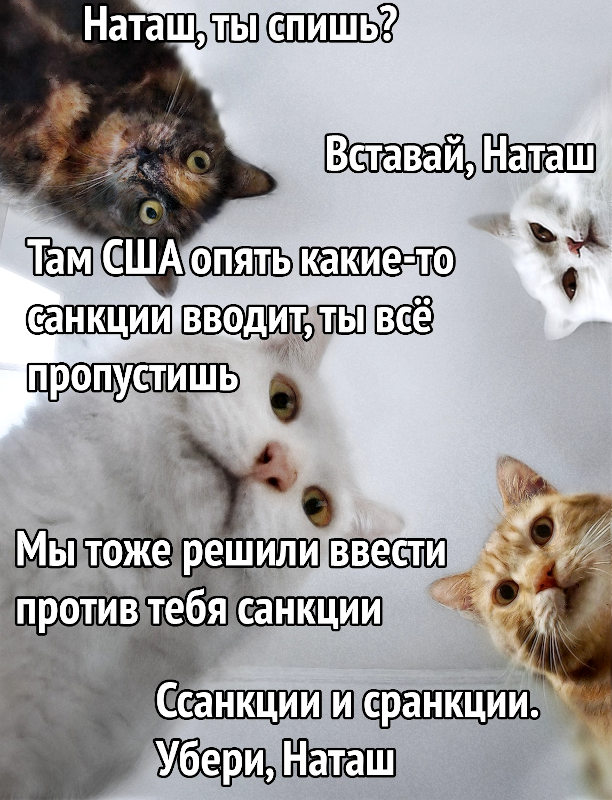 Наташ, ты спишь?
Вставай, Наташ
Там США опять какие-то
санкции вводит, ты всё
пропустишь
Мы тоже решили ввести
против тебя санкции
Ссанкции и сранкции.
Убери, Наташ